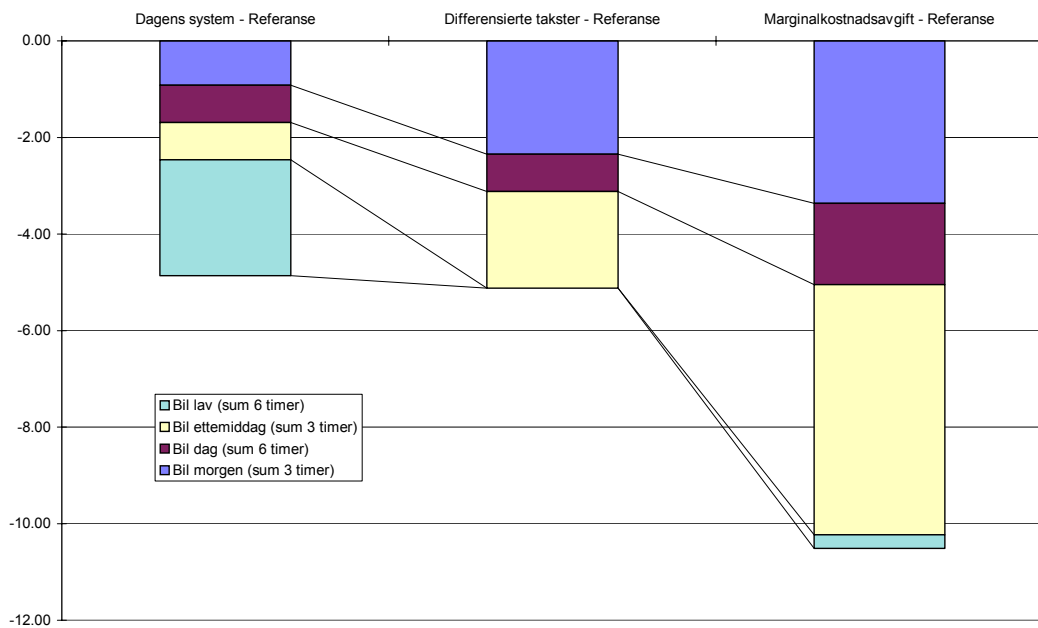 Dagens system - Referanse Differensierte takster - Referanse Marginalkostnadsavgift - Referanse
0.00
-2.00
-4.00
-6.00
-8.00
-10.00
-12.00
Bil lav (sum 6 timer)
Bil ettemiddag (sum 3 timer)
Bil dag (sum 6 timer)
Bil morgen (sum 3 timer)